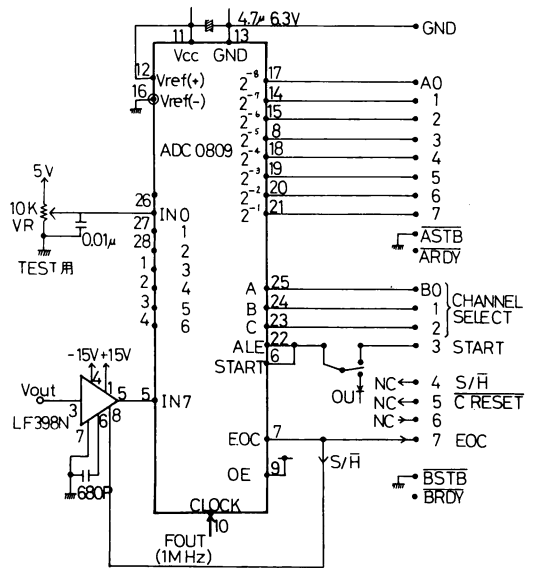 4.7μ 6.3V
GND
11
13
Vcc GND
12
Vref(+)
16
Vref(-)
ADC 0809
2⁻⁸ 17 A0
2⁻⁷ 14 1
2⁻⁶ 15 2
2⁻⁵ 8 3
2⁻⁴ 18 4
2⁻³ 19 5
2⁻² 20 6
2⁻¹ 21 7
5V
10K
VR
0.01μ
TEST用
26 IN0
27 1
28 2
1 3
2 4
3 5
4 6
ASTB
ARDY
A 25 B0
B 24 1
C 23 2
CHANNEL
SELECT
ALE 22
START 6
3 START
OUT
NC 4 S/H
NC 5 C RESET
NC 6
-15V +15V
4 1
Vout
3
5
5 IN7
LF398N
7 6 8
680P
EOC 7
7 EOC
S/H
OE 9
BSTB
BRDY
CLOCK
10
FOUT
(1MHz)